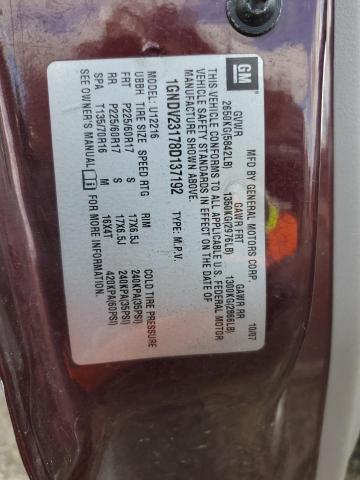 GM
MFD BY GENERAL MOTORS CORP. 10/07
GVWR GAWR FRT GAWR RR
2650KG(5842LB) 1350KG(2976LB) 1300KG(2866LB)
THIS VEHICLE CONFORMS TO ALL APPLICABLE U.S. FEDERAL MOTOR
VEHICLE SAFETY STANDARDS IN EFFECT ON THE DATE OF
MANUFACTURE SHOWN ABOVE.
1GNDV23178D137192 TYPE: M.P.V.
UBBH. U12216
TIRE SIZE SPEED RTG RIM COLD TIRE PRESSURE
FRT P225/60R17 S 17X6.5J 240KPA(35PSI)
RR P225/60R17 S 17X6.5J 240KPA(35PSI)
SPA T135/70R16 M 16X4T 420KPA(60PSI)
SEE OWNER'S MANUAL FOR MORE INFORMATION.